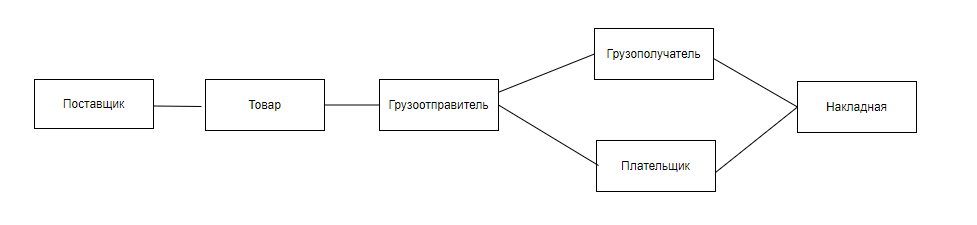 Поставщик
Товар
Грузоотправитель
Грузополучатель
Плательщик
Накладная